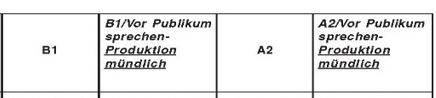 B1
B1/Vor Publikum
sprechen-
Produktion
mündlich
A2
A2/Vor Publikum
sprechen-
Produktion
mündlich